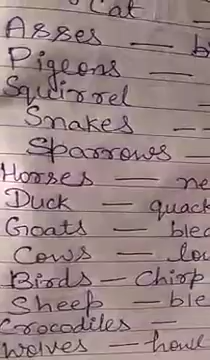 Cat
Asses — b
Pigeons —
Squirrel
Snakes —
Sparrows —
Horses — ne
Duck — quack
Goats — blea
Cows — lo
Birds — Chirp
Sheep — ble
Crocodiles —
Wolves — howl